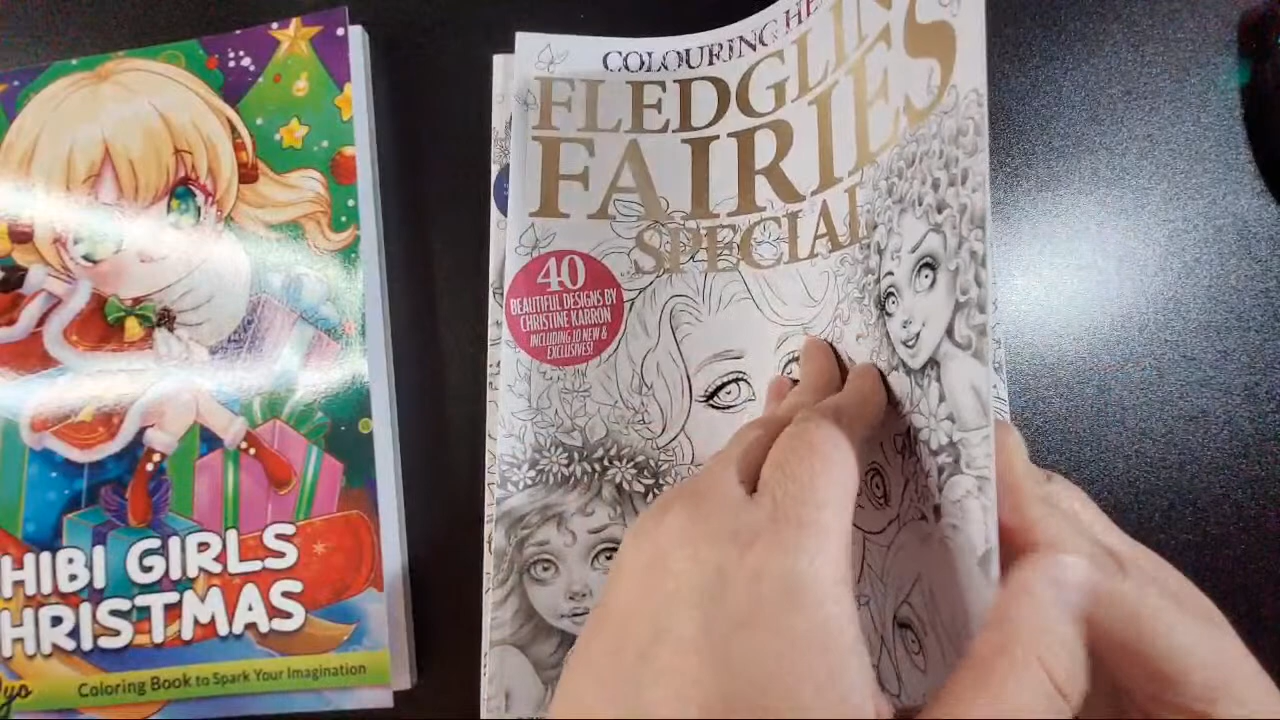 HIBI GIRLS
HRISTMAS
Coloring Book to Spark Your Imagination
COLOURING HE
FLEDGLIN
FAIRIES
SPECIAL
40
BEAUTIFUL DESIGNS BY
CHRISTINE KARRON
INCLUDING 10 NEW &
EXCLUSIVES!